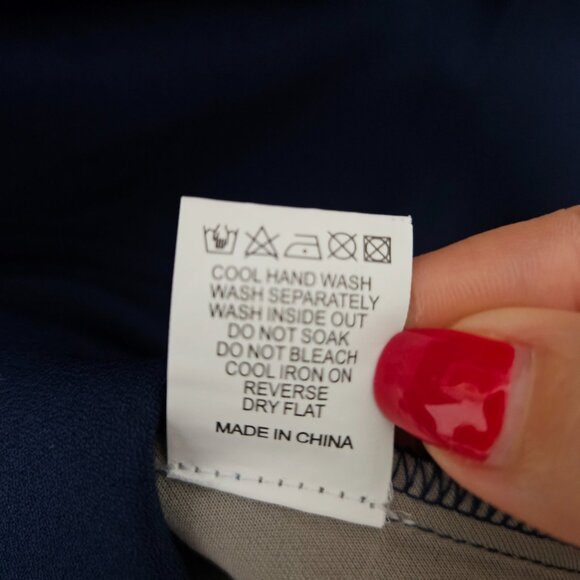 COOL HAND WASH
WASH SEPARATELY
WASH INSIDE OUT
DO NOT SOAK
DO NOT BLEACH
COOL IRON ON
REVERSE
DRY FLAT
MADE IN CHINA